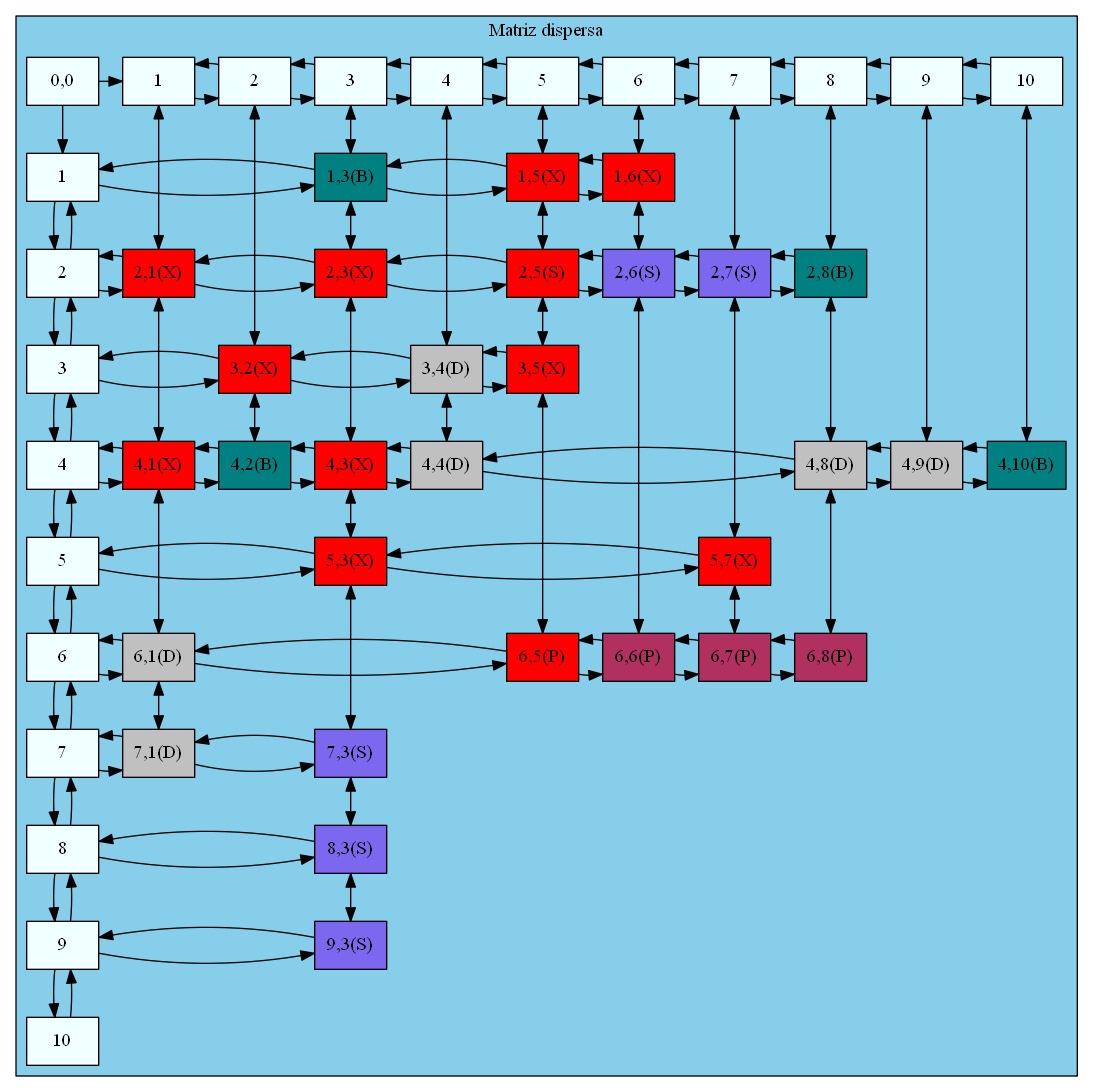 Matriz dispersa
0,0 1 2 3 4 5 6 7 8 9 10
1 1,3(B) 1,5(X) 1,6(X)
2 2,1(X) 2,3(X) 2,5(S) 2,6(S) 2,7(S) 2,8(B)
3 3,2(X) 3,4(D) 3,5(X)
4 4,1(X) 4,2(B) 4,3(X) 4,4(D) 4,8(D) 4,9(D) 4,10(B)
5 5,3(X) 5,7(X)
6 6,1(D) 6,5(P) 6,6(P) 6,7(P) 6,8(P)
7 7,1(D) 7,3(S)
8 8,3(S)
9 9,3(S)
10